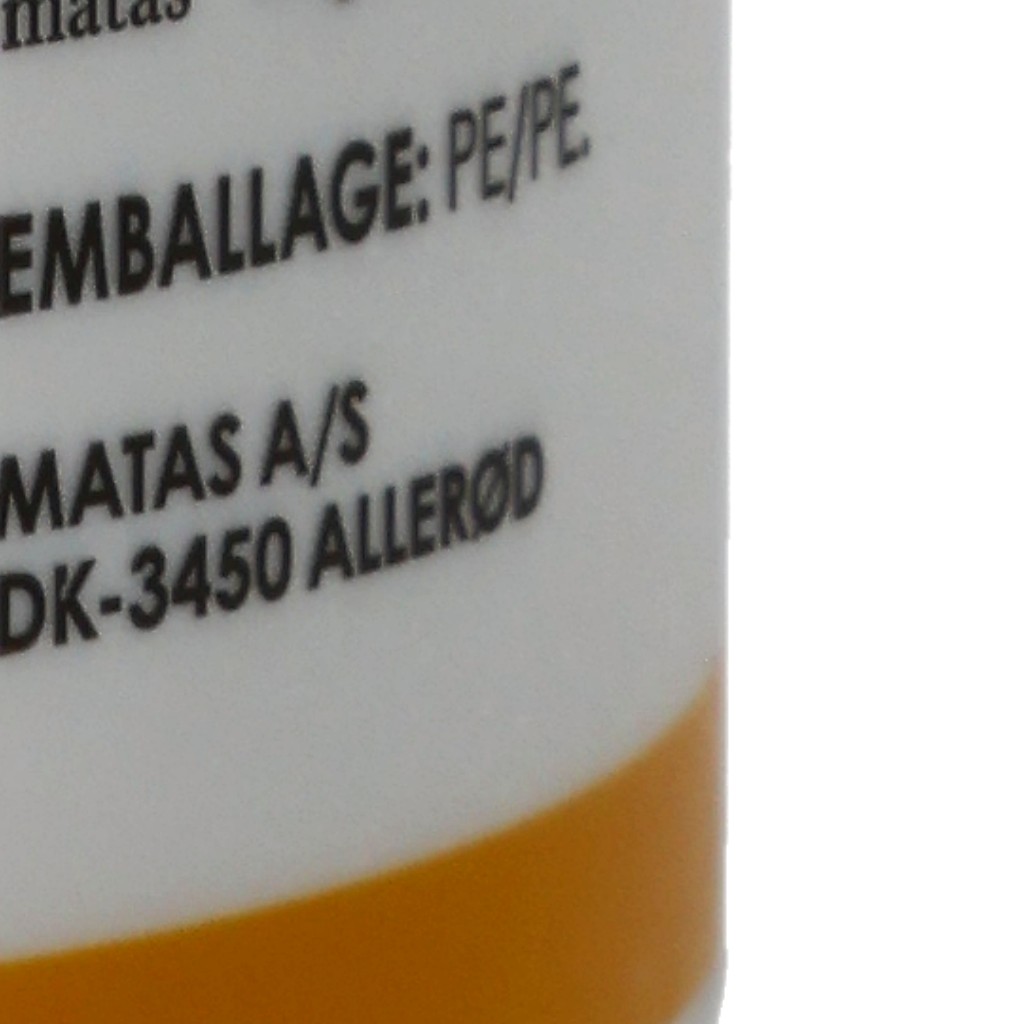 matas
EMBALLAGE: PE/PE.
MATAS A/S
DK-3450 ALLERØD